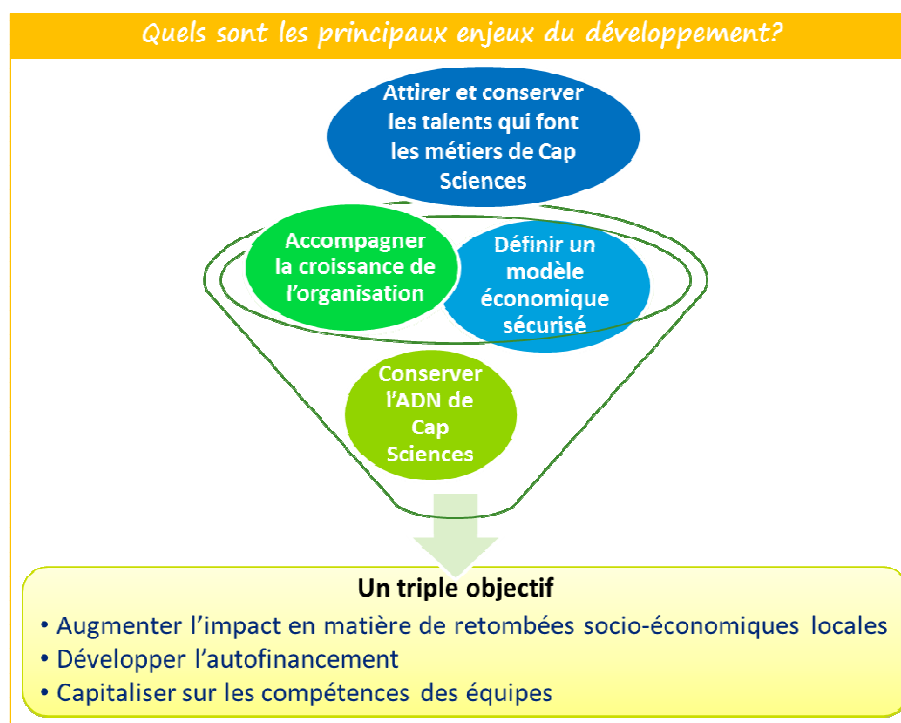 Quels sont les principaux enjeux du développement?
Attirer et conserver
les talents qui font
les métiers de Cap
Sciences
Accompagner
la croissance de
l'organisation
Définir un
modèle
économique
sécurisé
Conserver
l'ADN de
Cap
Sciences
Un triple objectif
• Augmenter l'impact en matière de retombées socio-économiques locales
• Développer l'autofinancement
• Capitaliser sur les compétences des équipes